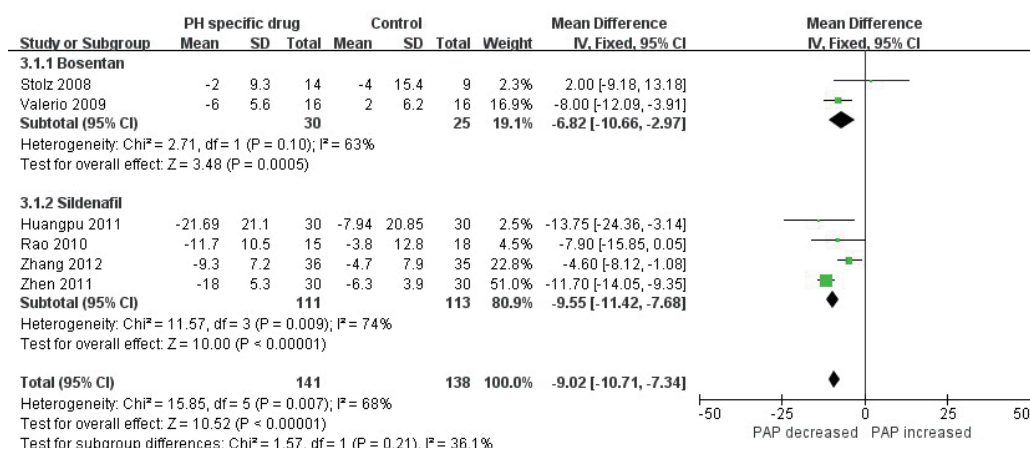 PH specific drug Control Mean Difference Mean Difference
Study or Subgroup Mean SD Total Mean SD Total Weight IV, Fixed, 95% CI IV, Fixed, 95% CI
3.1.1 Bosentan
Stolz 2008 -2 9.3 14 -4 15.4 9 2.3% 2.00 [-9.18, 13.18]
Valerio 2009 -6 5.6 16 2 6.2 16 16.9% -8.00 [-12.09, -3.91]
Subtotal (95% CI) 30 25 19.1% -6.82 [-10.66, -2.97]
Heterogeneity: Chi² = 2.71, df = 1 (P = 0.10); I² = 63%
Test for overall effect: Z = 3.48 (P = 0.0005)
3.1.2 Sildenafil
Huangpu 2011 -21.69 21.1 30 -7.94 20.85 30 2.5% -13.75 [-24.36, -3.14]
Rao 2010 -11.7 10.5 15 -3.8 12.8 18 4.5% -7.90 [-15.85, 0.05]
Zhang 2012 -9.3 7.2 36 -4.7 7.9 35 22.8% -4.60 [-8.12, -1.08]
Zhen 2011 -18 5.3 30 -6.3 3.9 30 51.0% -11.70 [-14.05, -9.35]
Subtotal (95% CI) 111 113 80.9% -9.55 [-11.42, -7.68]
Heterogeneity: Chi² = 11.57, df = 3 (P = 0.009); I² = 74%
Test for overall effect: Z = 10.00 (P < 0.00001)
Total (95% CI) 141 138 100.0% -9.02 [-10.71, -7.34]
Heterogeneity: Chi² = 15.85, df = 5 (P = 0.007); I² = 68%
Test for overall effect: Z = 10.52 (P < 0.00001)
Test for subgroup differences: Chi² = 1.57, df = 1 (P = 0.21), I² = 36.1%
-50 -25 0 25 50
PAP decreased PAP increased